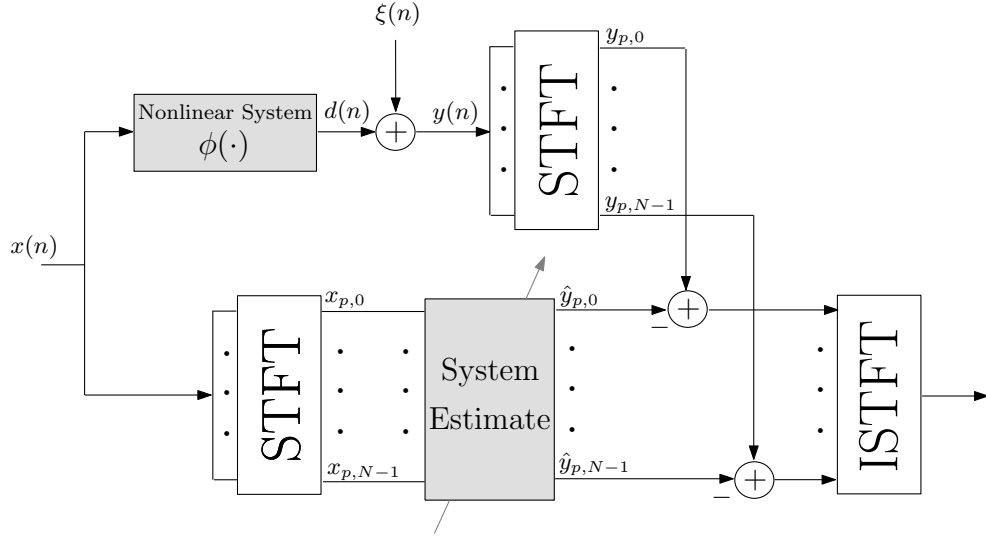 ξ(n)
y_{p,0}
Nonlinear System
ϕ(·)
d(n)
+
y(n)
STFT
y_{p,N−1}
x(n)
x_{p,0}
ŷ_{p,0}
−
+
STFT
System
Estimate
ISTFT
x_{p,N−1}
ŷ_{p,N−1}
−
+